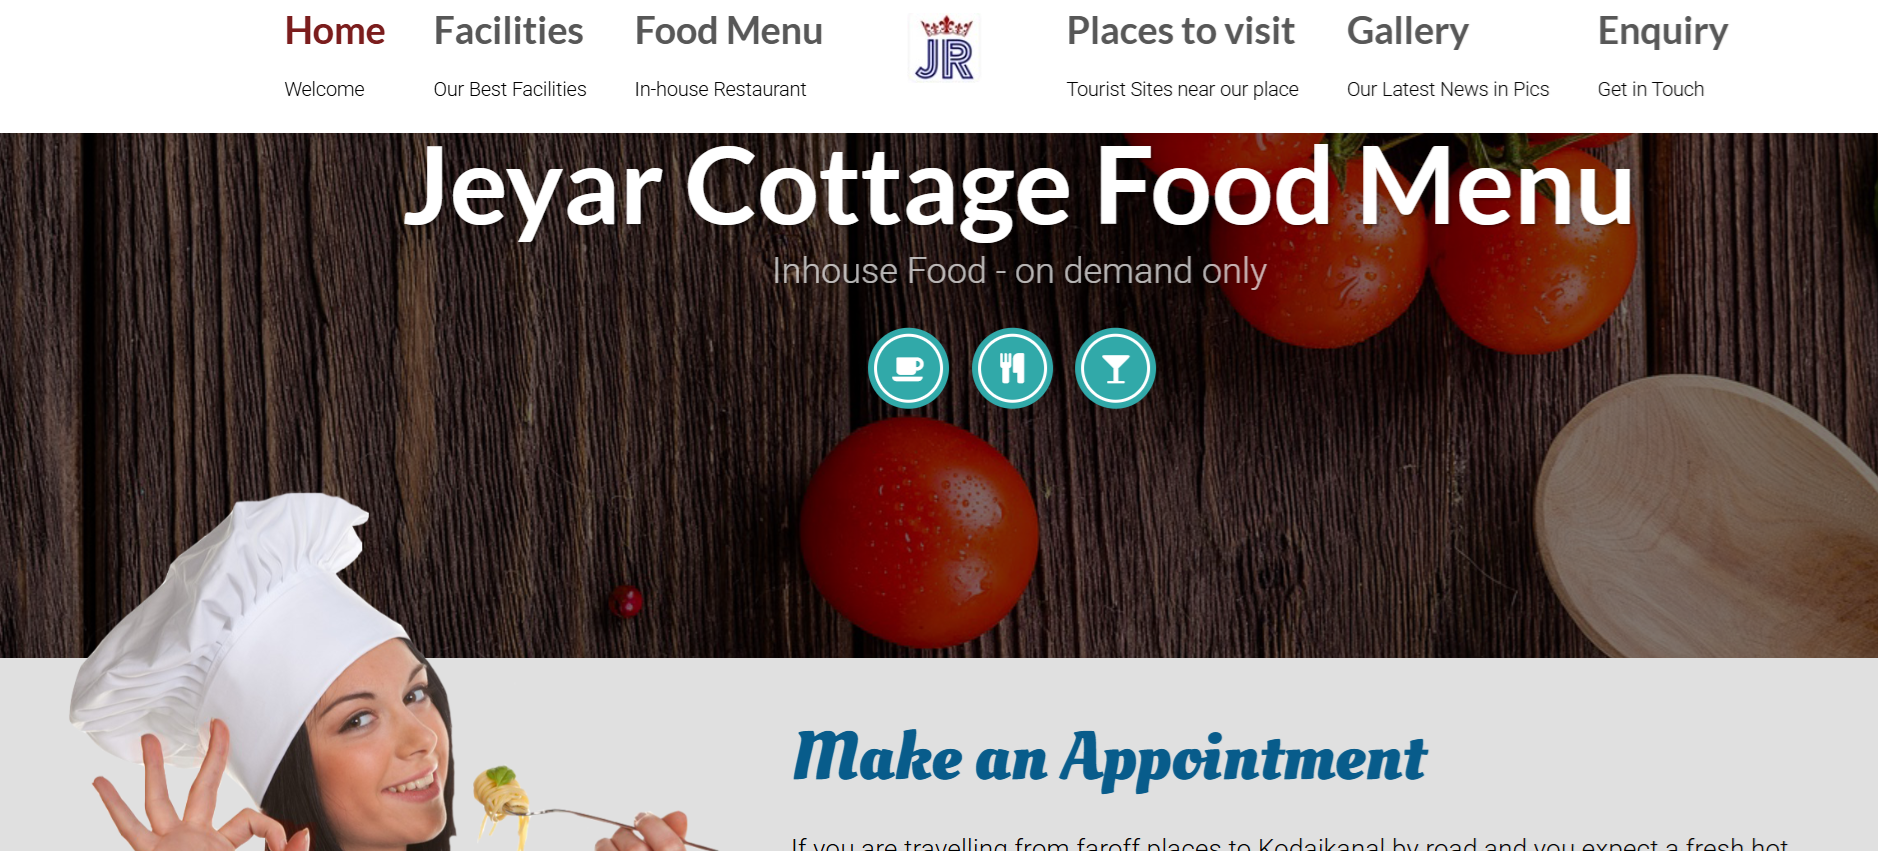 Home Facilities Food Menu JR Places to visit Gallery Enquiry
Welcome Our Best Facilities In-house Restaurant Tourist Sites near our place Our Latest News in Pics Get in Touch
Jeyar Cottage Food Menu
Inhouse Food - on demand only
Make an Appointment
If you are travelling from faroff places to Kodaikanal by road and you expect a fresh hot